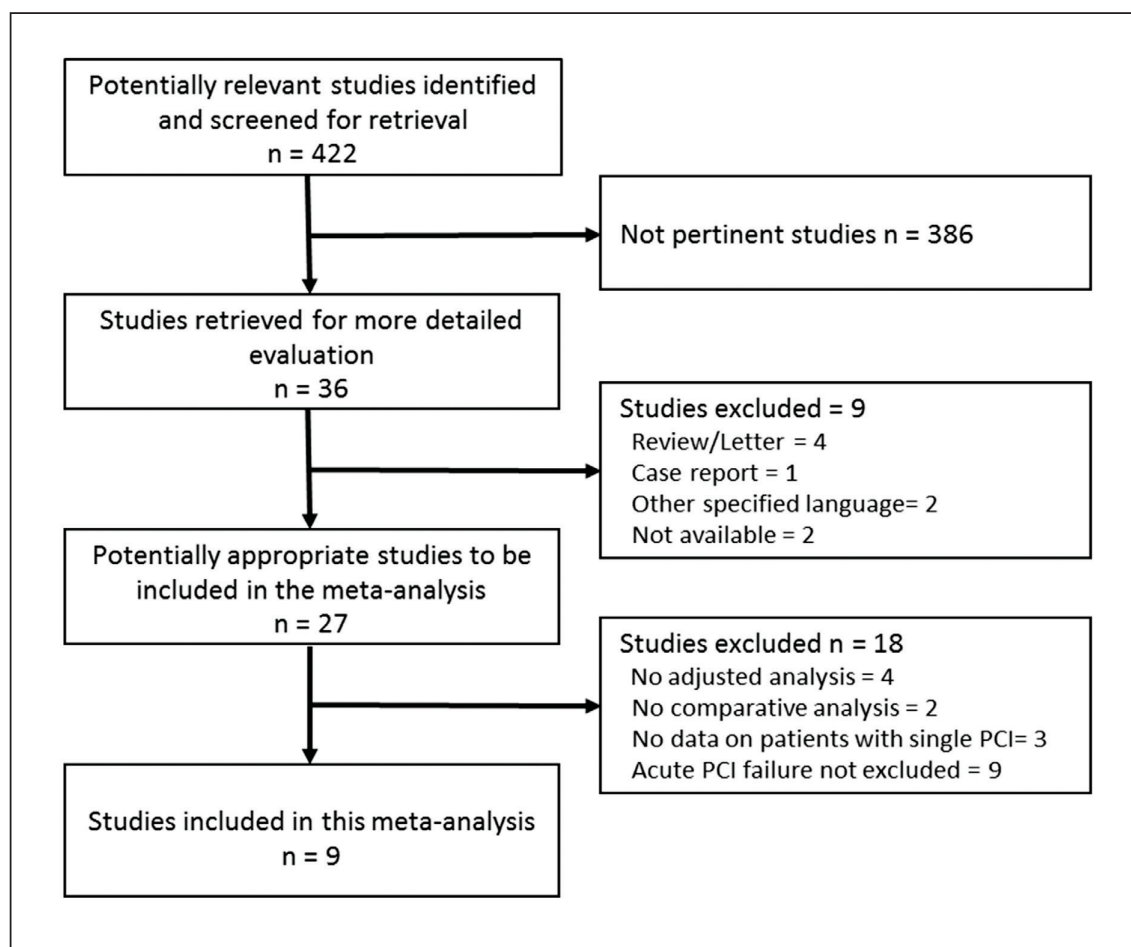 Potentially relevant studies identified
and screened for retrieval
n = 422
Not pertinent studies n = 386
Studies retrieved for more detailed
evaluation
n = 36
Studies excluded = 9
Review/Letter = 4
Case report = 1
Other specified language= 2
Not available = 2
Potentially appropriate studies to be
included in the meta-analysis
n = 27
Studies excluded n = 18
No adjusted analysis = 4
No comparative analysis = 2
No data on patients with single PCI= 3
Acute PCI failure not excluded = 9
Studies included in this meta-analysis
n = 9